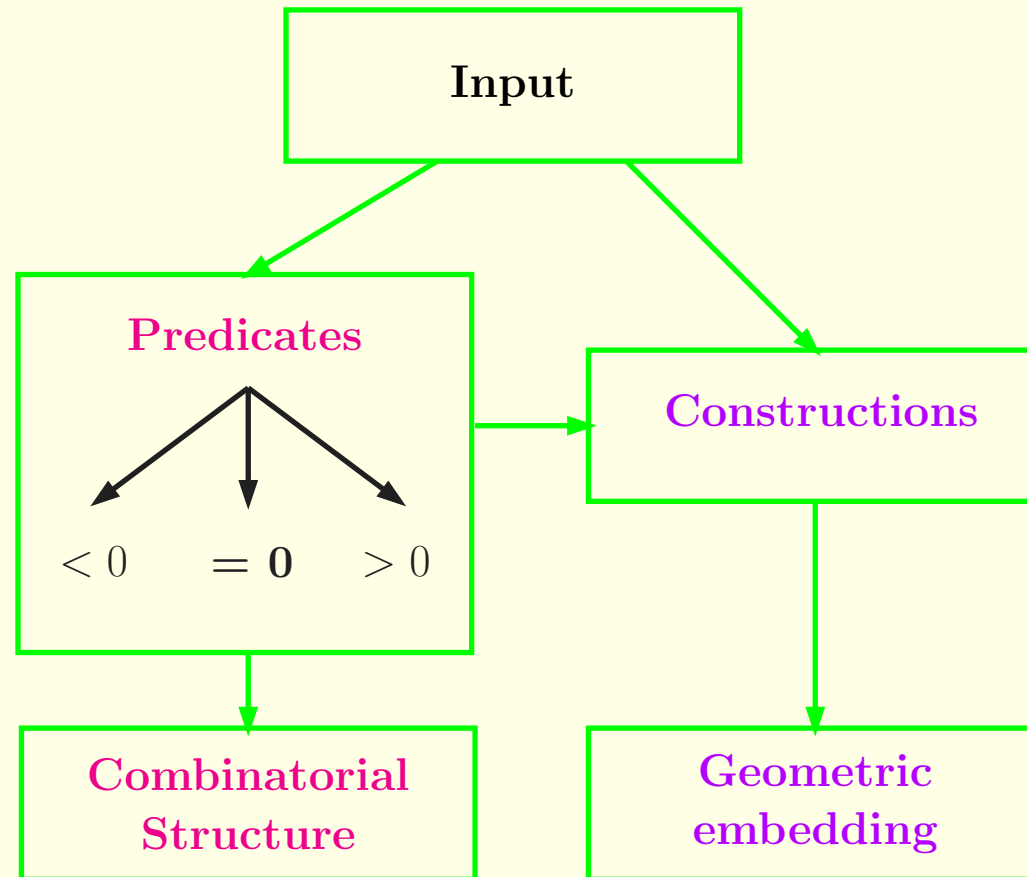 Input
Predicates
Constructions
< 0 = 0 > 0
Combinatorial
Structure
Geometric
embedding